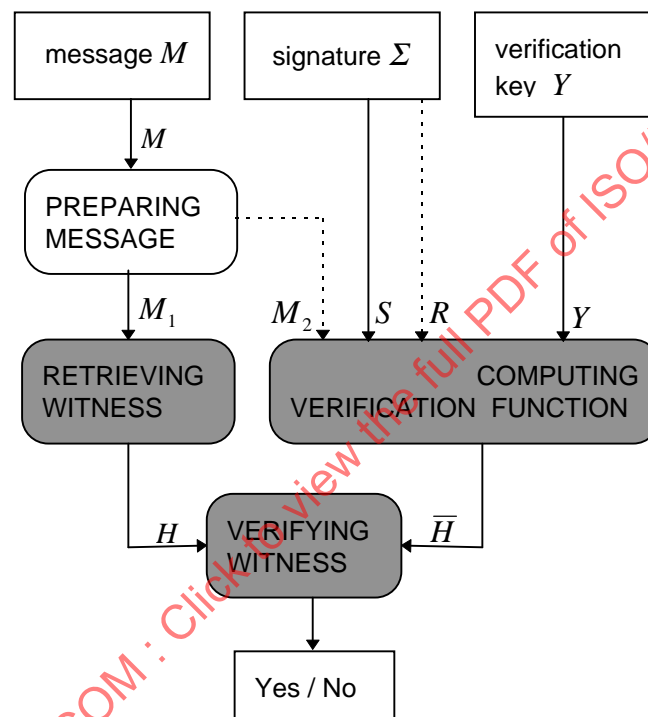 message M
signature Σ
verification
key Y
M
PREPARING
MESSAGE
M₁
M₂
S
R
Y
RETRIEVING
WITNESS
COMPUTING
VERIFICATION FUNCTION
H
VERIFYING
WITNESS
H̅
Yes / No
COM : Click to view the full PDF of ISO/